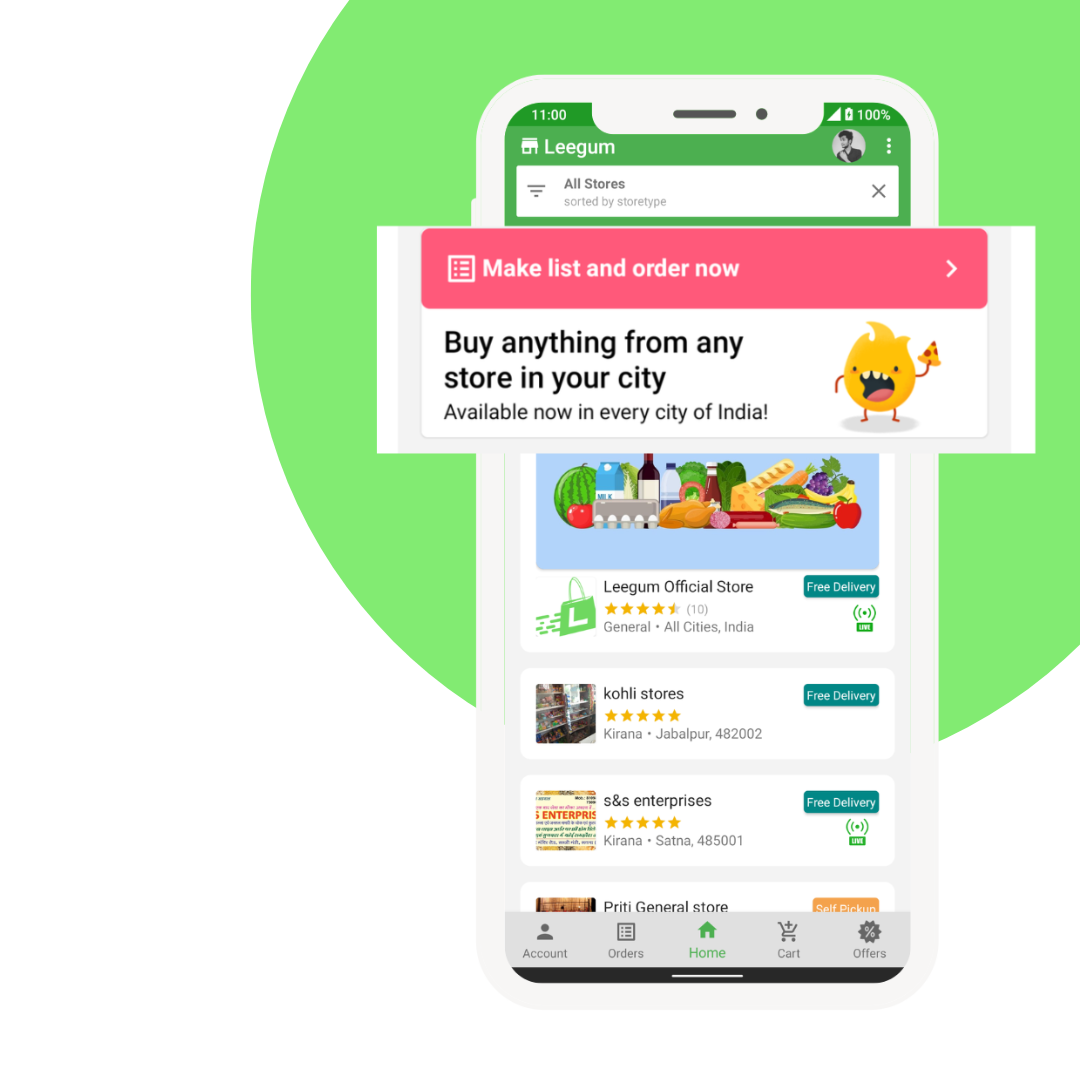 11:00
100%
Leegum
All Stores
sorted by storetype
Make list and order now
Buy anything from any
store in your city
Available now in every city of India!
MILK
Leegum Official Store
Free Delivery
(10)
General • All Cities, India
LIVE
L
kohli stores
Free Delivery
Kirana • Jabalpur, 482002
s&s enterprises
Free Delivery
S ENTERPRIS
Kirana • Satna, 485001
LIVE
Priti General store
Self Pickup
Account
Orders
Home
Cart
Offers